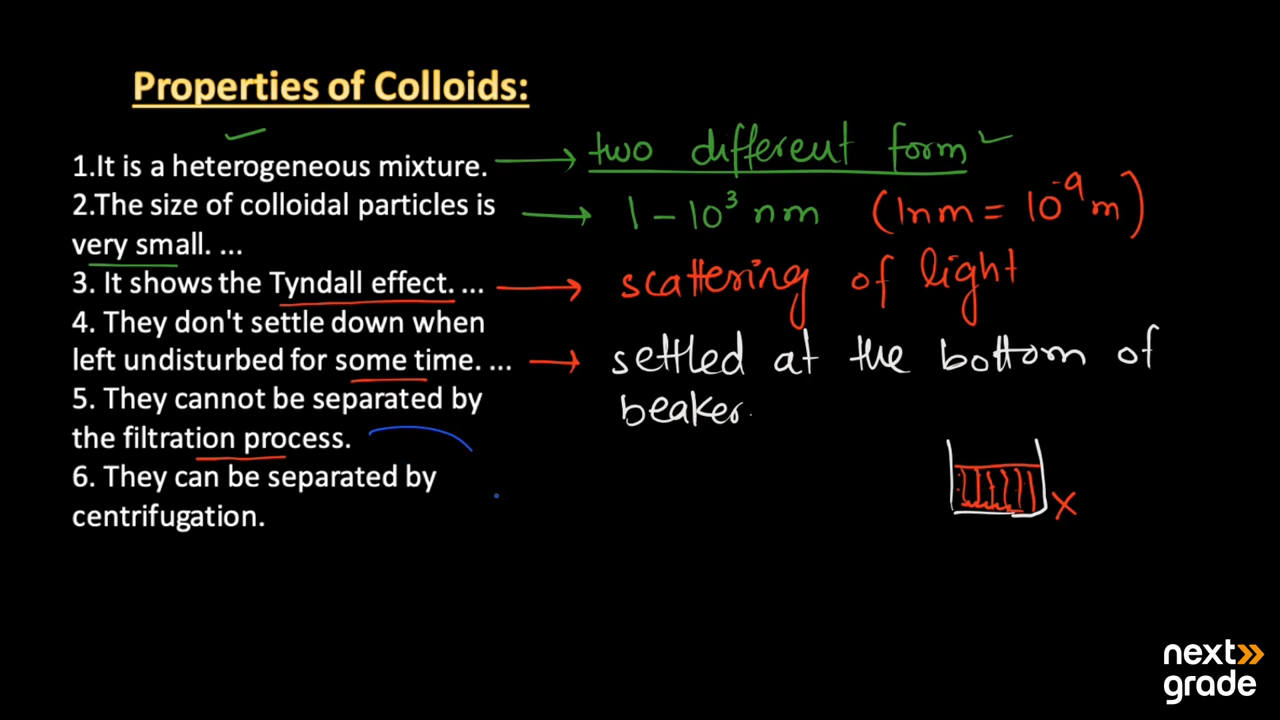 Properties of Colloids:
1.It is a heterogeneous mixture.
two different form
2.The size of colloidal particles is
very small. ...
1 - 10³ nm (1nm = 10⁻⁹ m)
3. It shows the Tyndall effect. ...
scattering of light
4. They don't settle down when
left undisturbed for some time. ...
settled at the bottom of
beaker.
5. They cannot be separated by
the filtration process.
6. They can be separated by
centrifugation.
X
next
grade